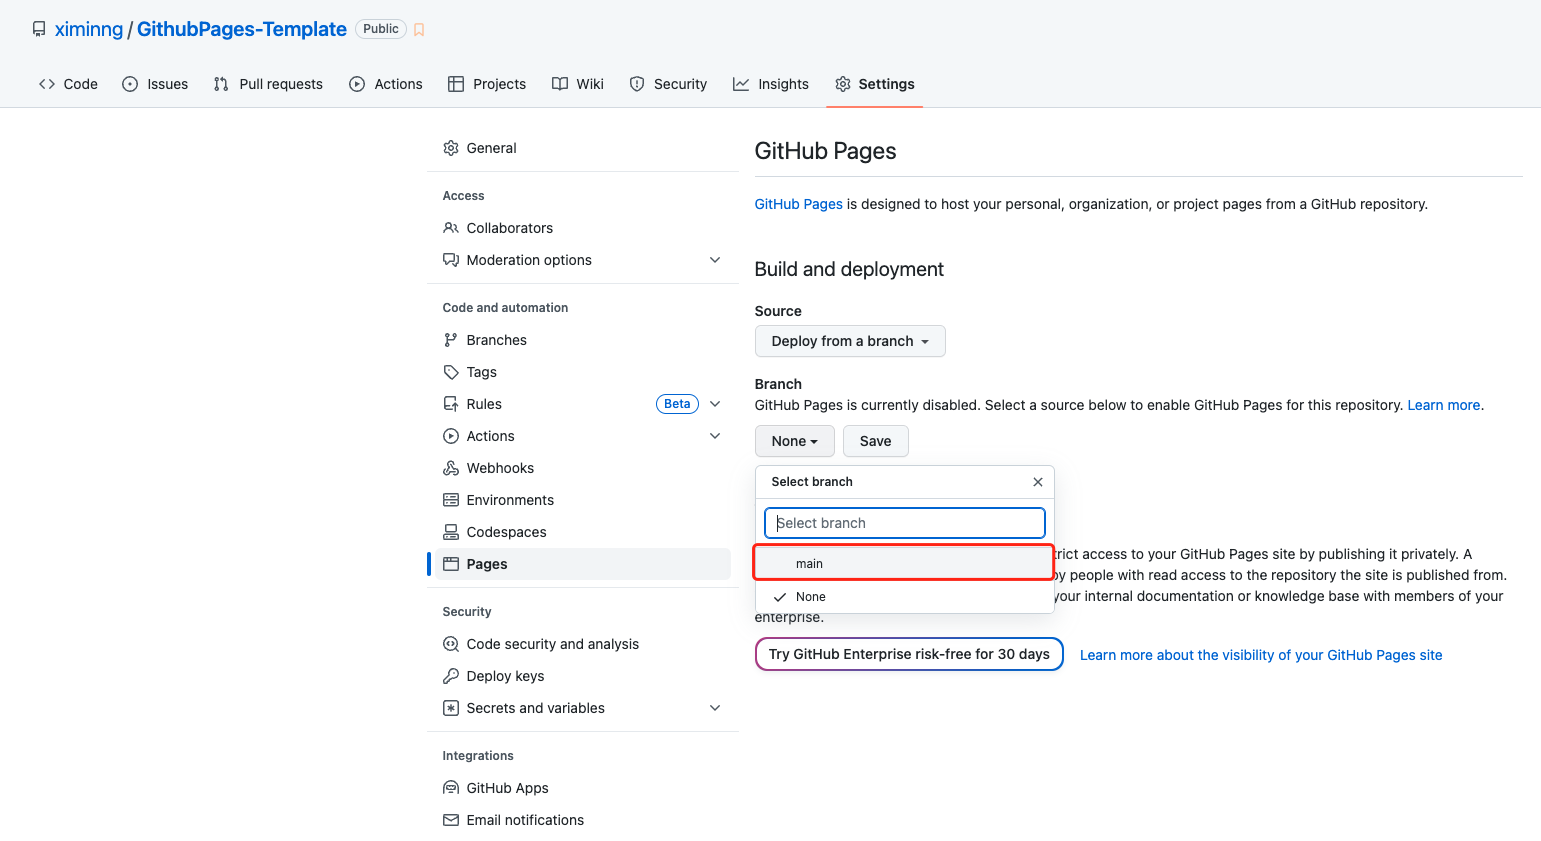 ximinng / GithubPages-Template Public
Code Issues Pull requests Actions Projects Wiki Security Insights Settings
General
Access
Collaborators
Moderation options
Code and automation
Branches
Tags
Rules Beta
Actions
Webhooks
Environments
Codespaces
Pages
Security
Code security and analysis
Deploy keys
Secrets and variables
Integrations
GitHub Apps
Email notifications
GitHub Pages
GitHub Pages is designed to host your personal, organization, or project pages from a GitHub repository.
Build and deployment
Source
Deploy from a branch
Branch
GitHub Pages is currently disabled. Select a source below to enable GitHub Pages for this repository. Learn more.
None Save
Select branch
Select branch
main
None
access to your GitHub Pages site by publishing it privately. A
by people with read access to the repository the site is published from.
your internal documentation or knowledge base with members of your
enterprise.
Try GitHub Enterprise risk-free for 30 days Learn more about the visibility of your GitHub Pages site